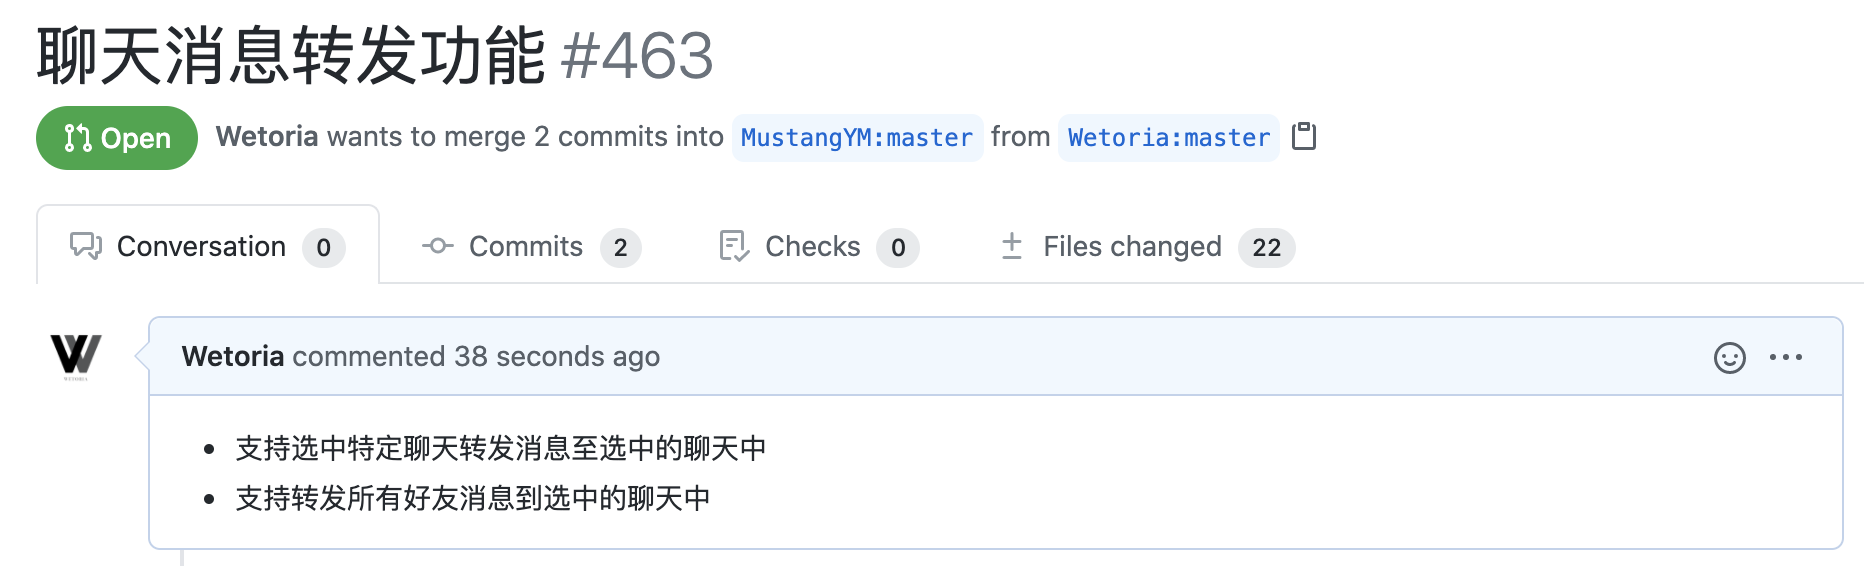 聊天消息转发功能 #463
Open Wetoria wants to merge 2 commits into MustangYM:master from Wetoria:master
Conversation 0 Commits 2 Checks 0 Files changed 22
Wetoria commented 38 seconds ago
W
WETORIA
• 支持选中特定聊天转发消息至选中的聊天中
• 支持转发所有好友消息到选中的聊天中